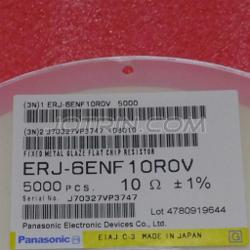 (3N)1 ERJ-6ENF10R0V 5000
(3N)2 J70327VP3747
FIXED METAL GLAZE FLAT CHIP RESISTOR
ERJ-6ENF10R0V
5000 PCS. 10 Ω ±1%
Serial No. J70327VP3747
Lot 4780919644
Panasonic Electronic Devices Co., Ltd.
Panasonic EIAJ C-3 MADE IN JAPAN